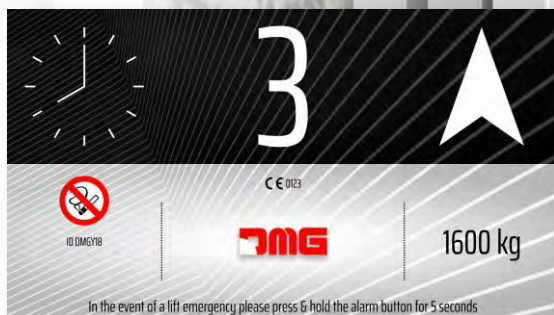 3
CE 0123
ID DMGY18
DMG
1600 kg
In the event of a lift emergency please press & hold the alarm button for 5 seconds